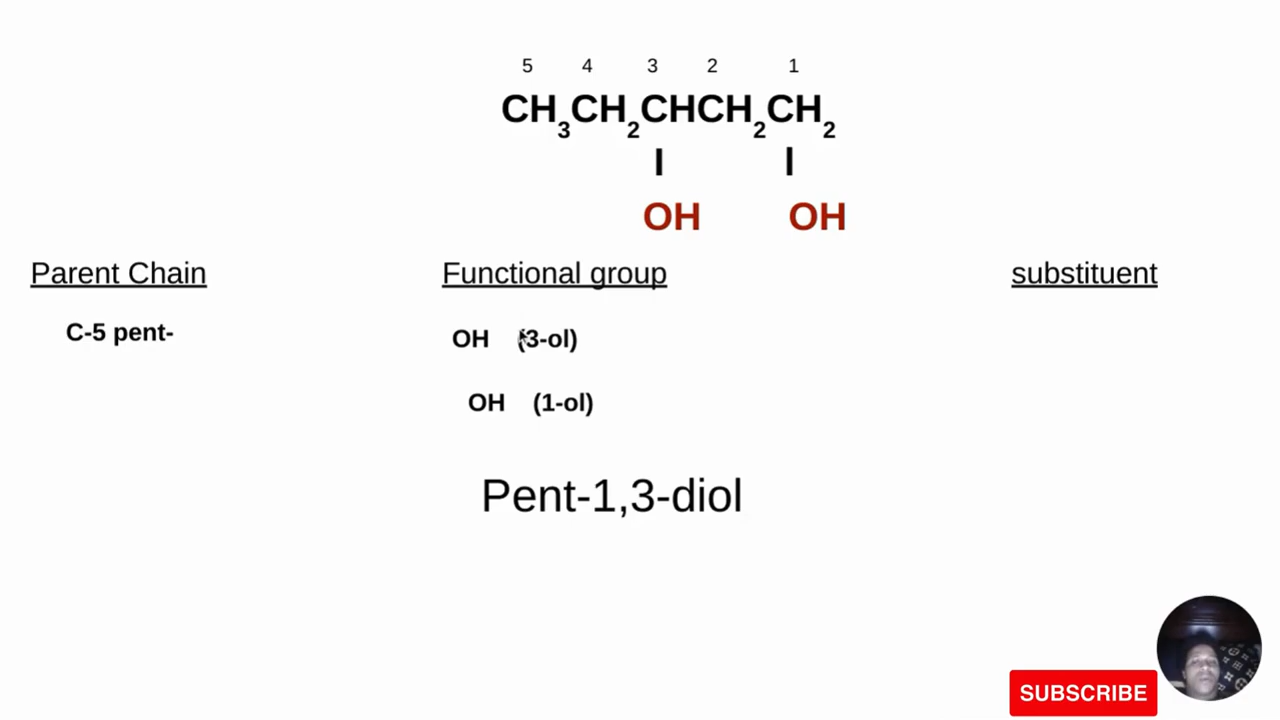 5 4 3 2 1
CH3CH2CHCH2CH2
I I
OH OH
Parent Chain Functional group substituent
C-5 pent- OH (3-ol)
OH (1-ol)
Pent-1,3-diol
SUBSCRIBE